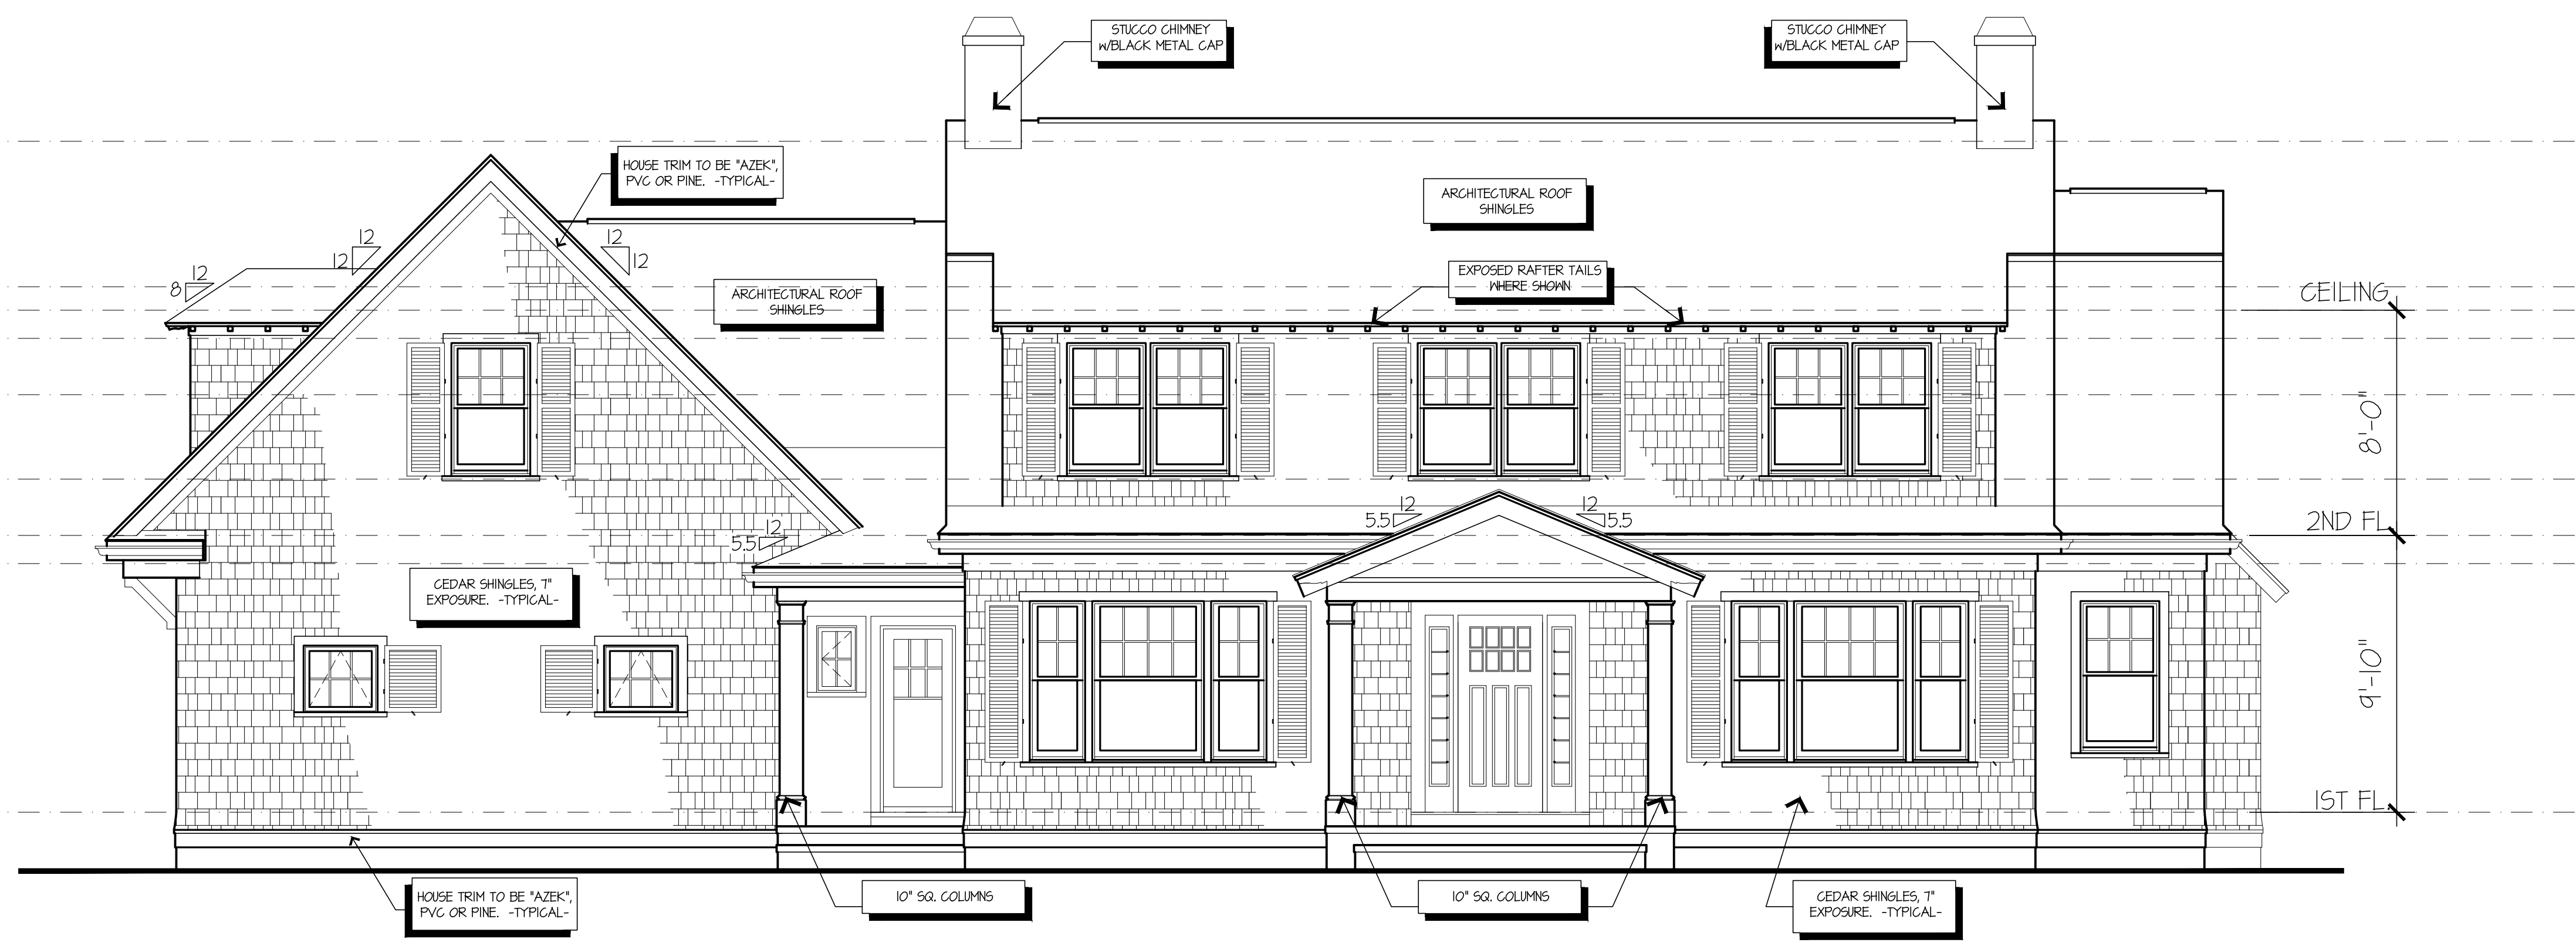 STUCCO CHIMNEY
W/BLACK METAL CAP
STUCCO CHIMNEY
W/BLACK METAL CAP
HOUSE TRIM TO BE "AZEK",
PVC OR PINE. -TYPICAL-
ARCHITECTURAL ROOF
SHINGLES
12
12
12
12
12
8
EXPOSED RAFTER TAILS
WHERE SHOWN
ARCHITECTURAL ROOF
SHINGLES
CEILING
8'-0"
12
5.5
12
5.5
12
5.5
2ND FL.
CEDAR SHINGLES, 7"
EXPOSURE. -TYPICAL-
9'-10"
1ST FL.
HOUSE TRIM TO BE "AZEK",
PVC OR PINE. -TYPICAL-
10" SQ. COLUMNS
10" SQ. COLUMNS
CEDAR SHINGLES, 7"
EXPOSURE. -TYPICAL-